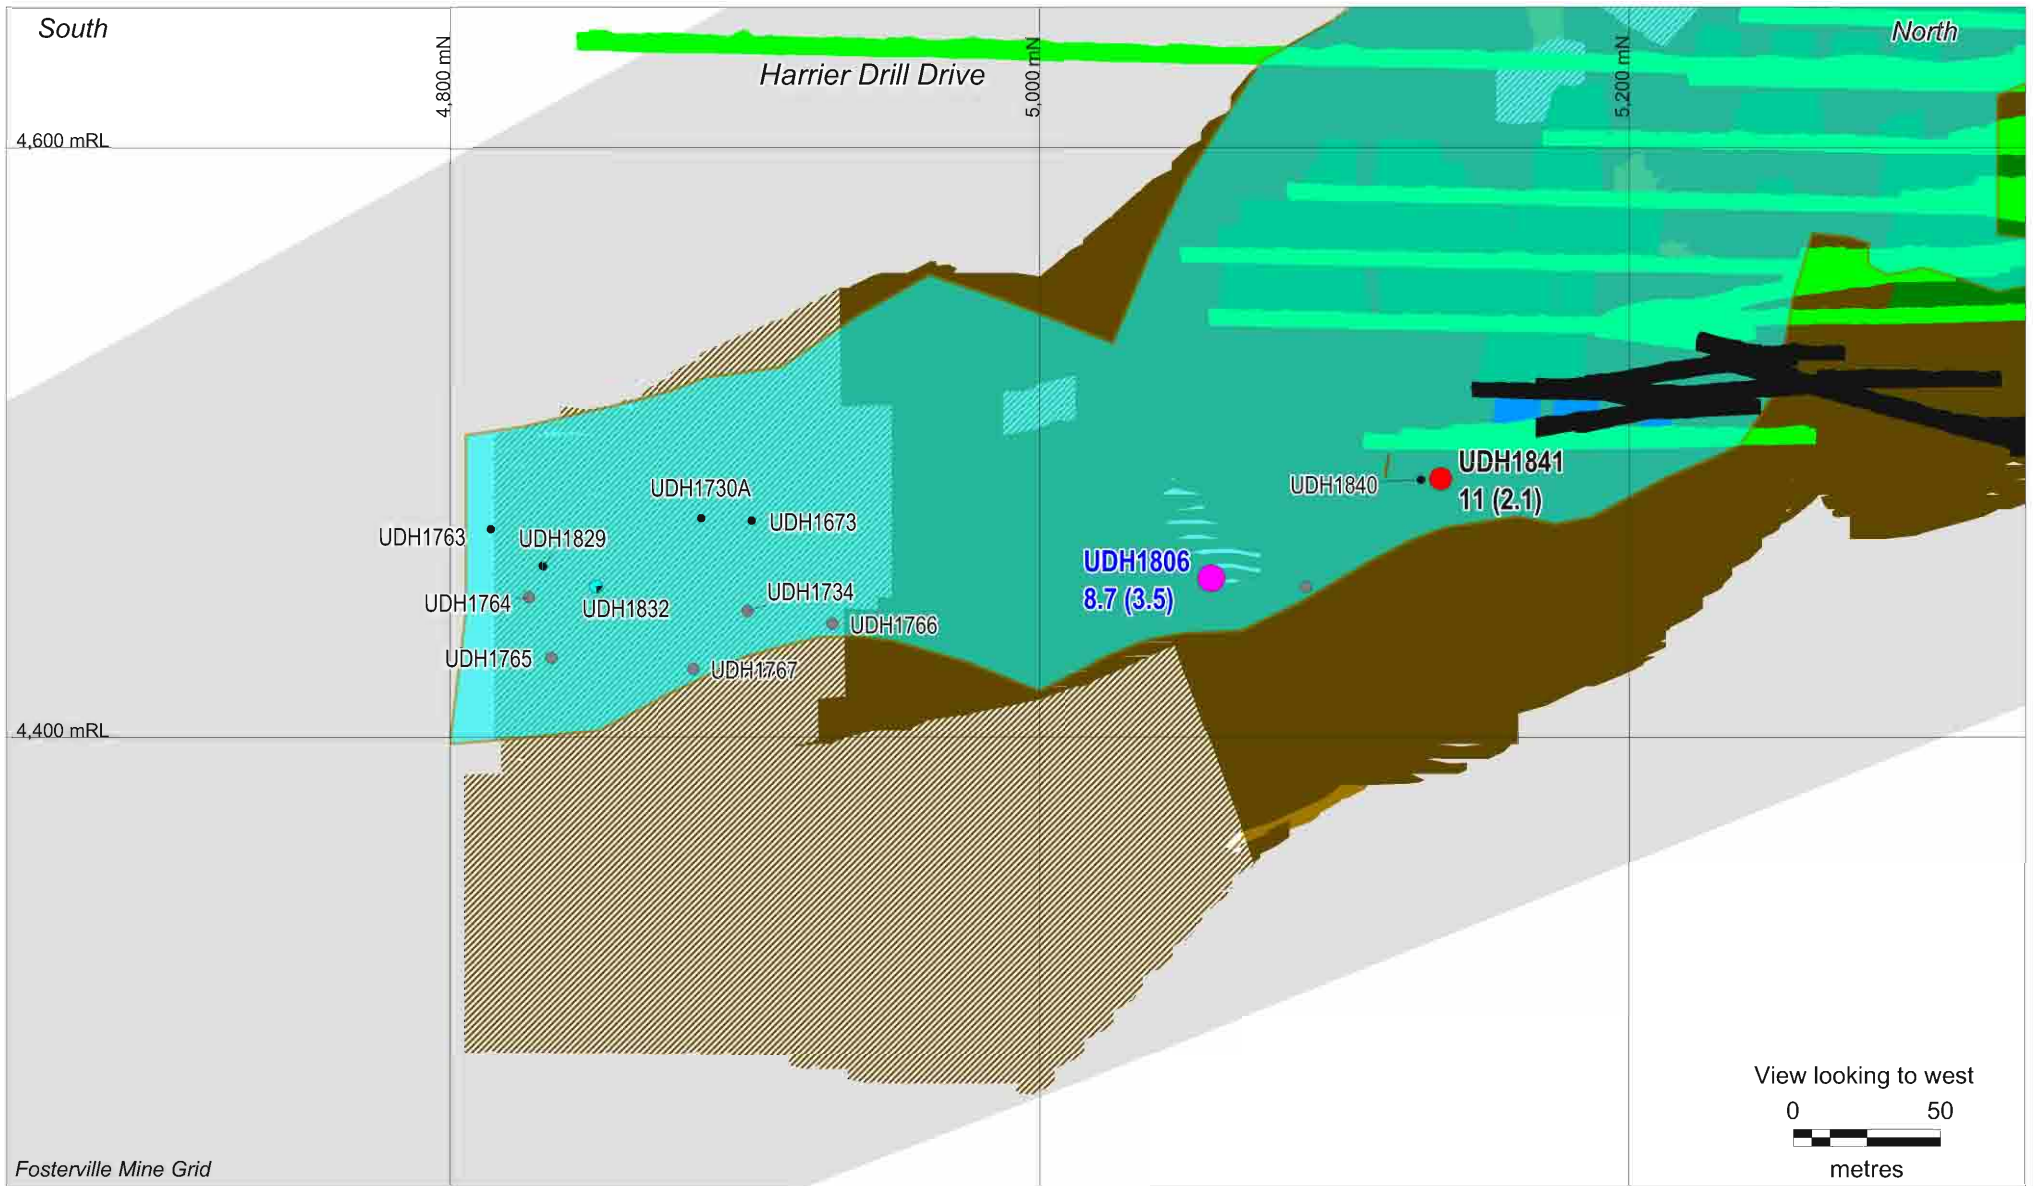 South
North
4,800 mN
5,000 mN
5,200 mN
Harrier Drill Drive
4,600 mRL
UDH1841
11 (2.1)
UDH1840
UDH1730A
UDH1673
UDH1763
UDH1829
UDH1806
8.7 (3.5)
UDH1764
UDH1832
UDH1734
UDH1766
UDH1765
UDH1767
4,400 mRL
View looking to west
0 50
metres
Fosterville Mine Grid